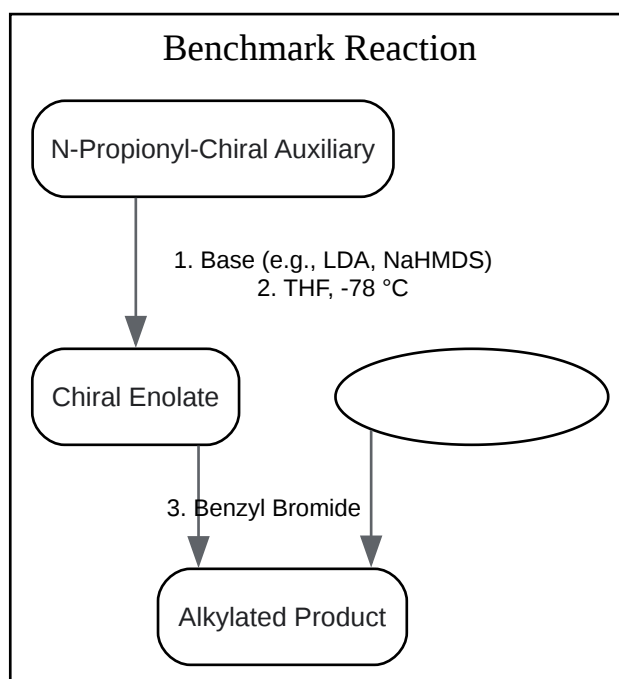 Benchmark Reaction
N-Propionyl-Chiral Auxiliary
1. Base (e.g., LDA, NaHMDS)
2. THF, -78 °C
Chiral Enolate
3. Benzyl Bromide
Alkylated Product